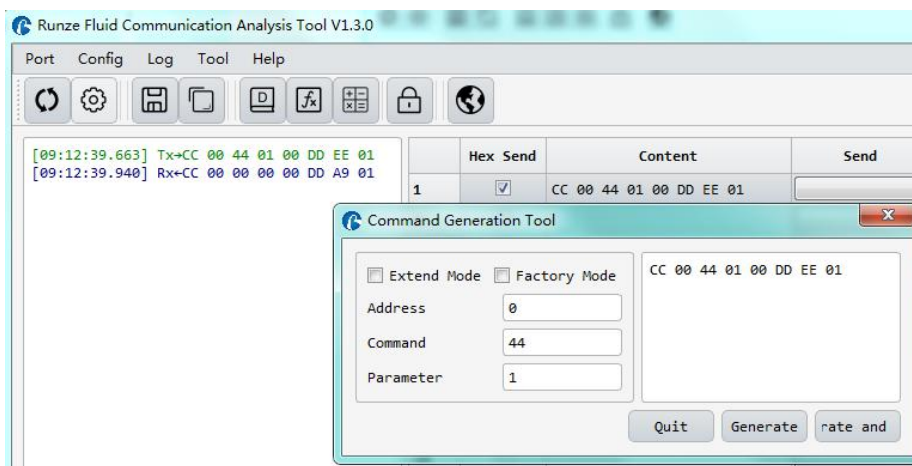 Runze Fluid Communication Analysis Tool V1.3.0
Port Config Log Tool Help
[09:12:39.663] Tx→CC 00 44 01 00 DD EE 01
[09:12:39.940] Rx←CC 00 00 00 00 DD A9 01
Hex Send Content Send
1 CC 00 44 01 00 DD EE 01
Command Generation Tool
Extend Mode Factory Mode
CC 00 44 01 00 DD EE 01
Address 0
Command 44
Parameter 1
Quit Generate rate and